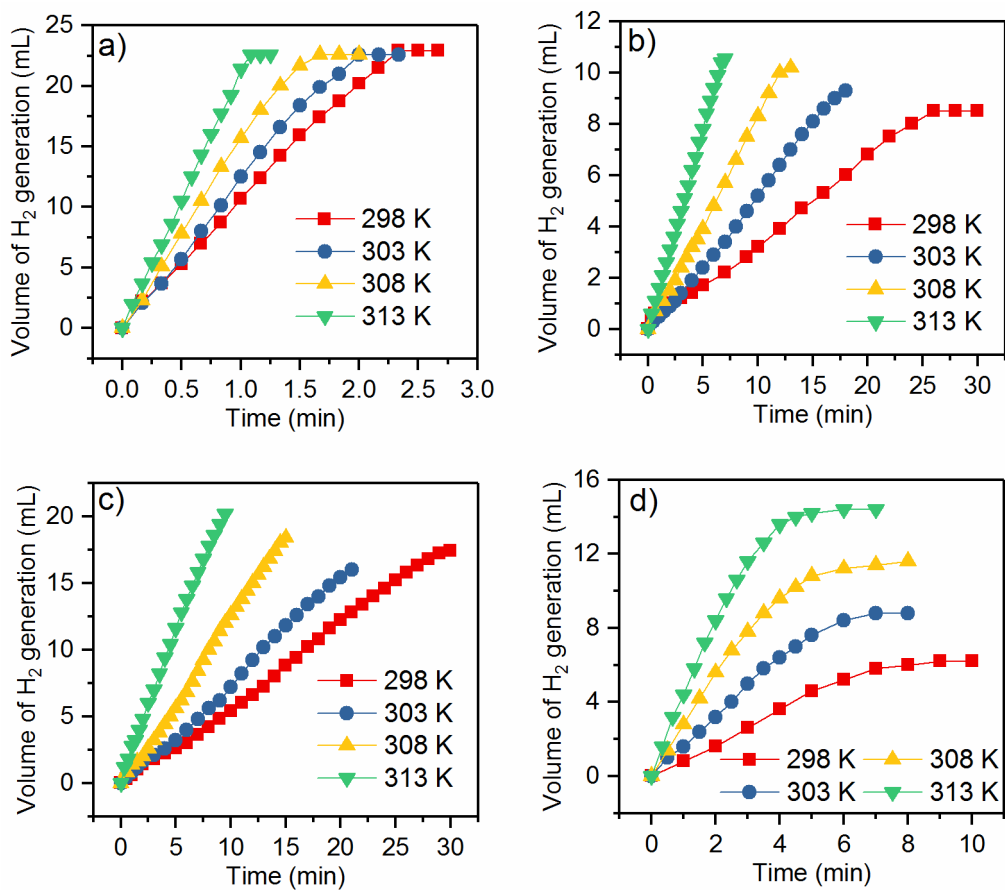 a)
Volume of H₂ generation (mL)
25
20
15
10
5
0
298 K
303 K
308 K
313 K
0.0 0.5 1.0 1.5 2.0 2.5 3.0
Time (min)
b)
Volume of H₂ generation (mL)
12
10
8
6
4
2
0
298 K
303 K
308 K
313 K
0 5 10 15 20 25 30
Time (min)
c)
Volume of H₂ generation (mL)
20
15
10
5
0
298 K
303 K
308 K
313 K
0 5 10 15 20 25 30
Time (min)
d)
Volume of H₂ generation (mL)
16
12
8
4
0
298 K 308 K
303 K 313 K
0 2 4 6 8 10
Time (min)